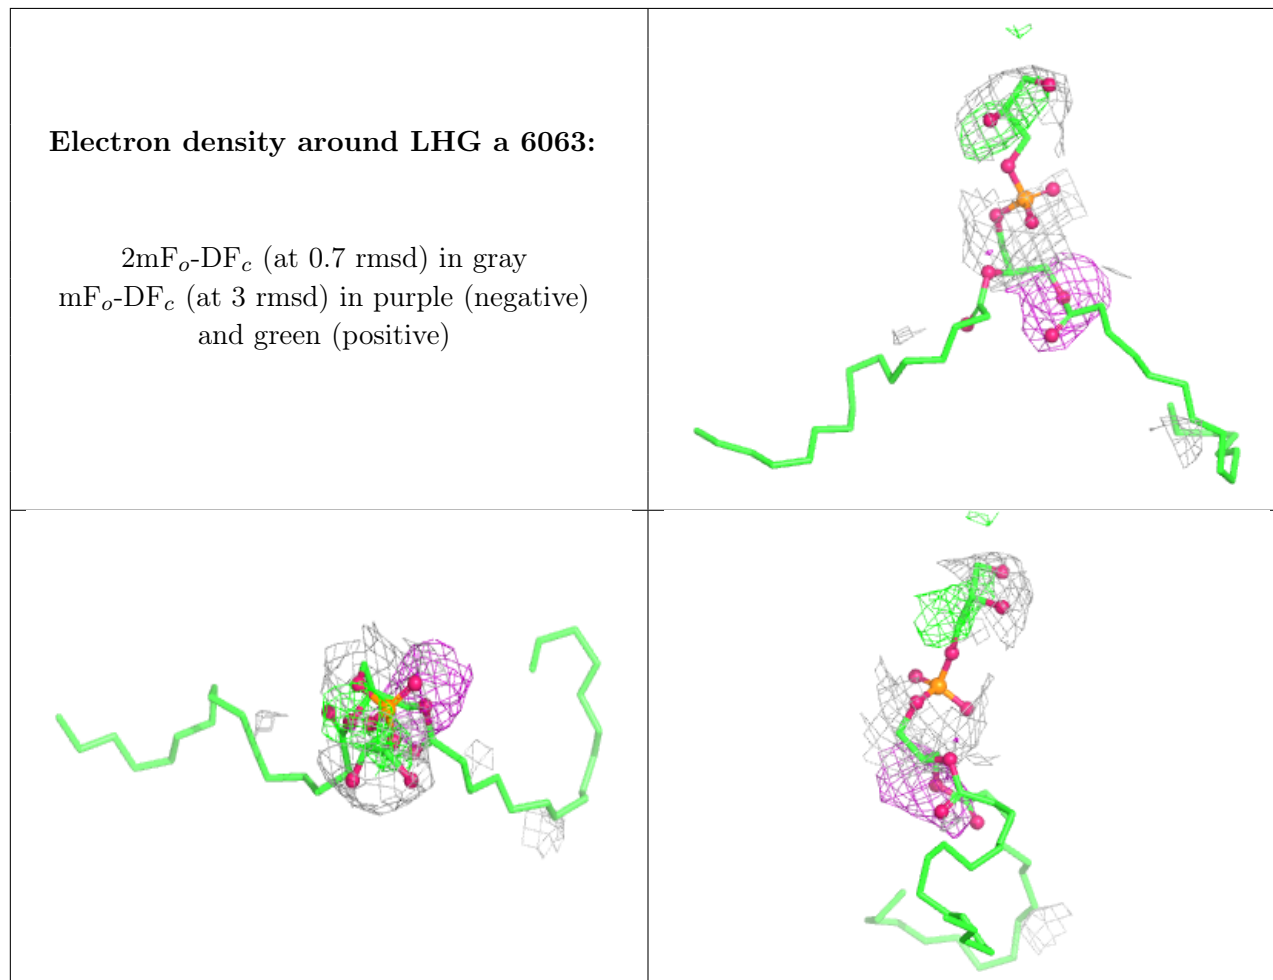 Electron density around LHG a 6063:
2mFo-DFc (at 0.7 rmsd) in gray
mFo-DFc (at 3 rmsd) in purple (negative)
and green (positive)